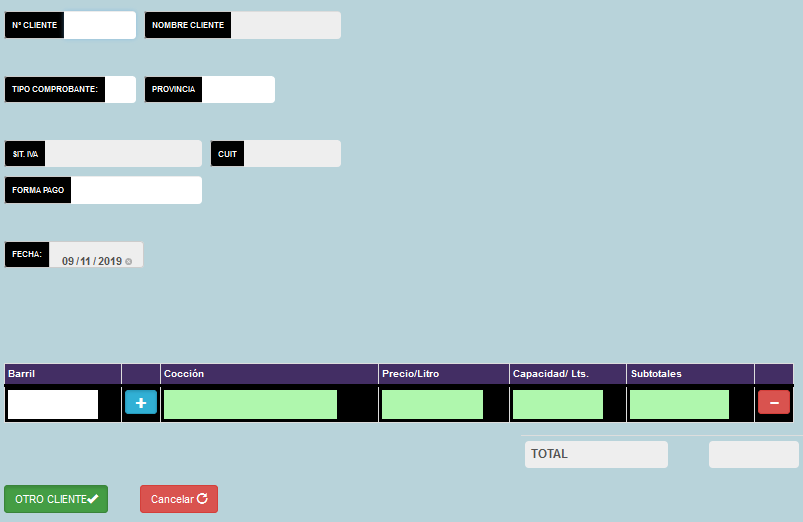 Nº CLIENTE NOMBRE CLIENTE
TIPO COMPROBANTE: PROVINCIA
SIT. IVA CUIT
FORMA PAGO
FECHA: 09/11/2019
Barril Cocción Precio/Litro Capacidad/ Lts. Subtotales
TOTAL
OTRO CLIENTE Cancelar